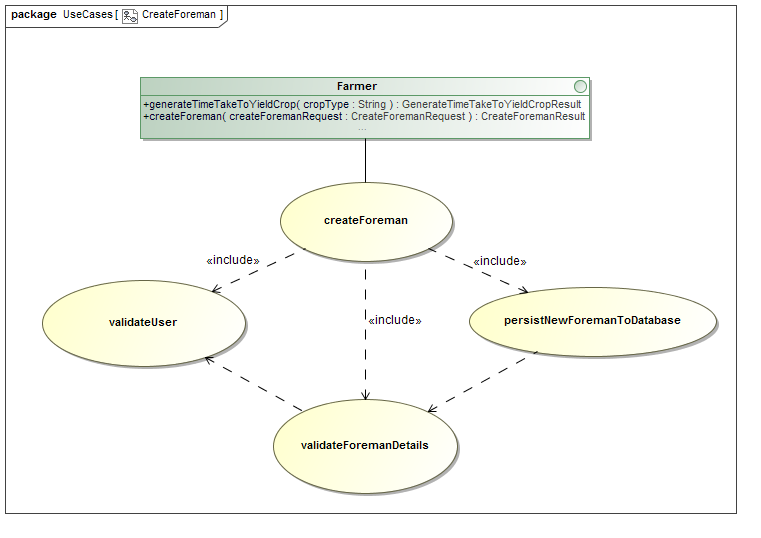 package UseCases [ CreateForeman ]
Farmer
+generateTimeTakeToYieldCrop( cropType : String ) : GenerateTimeTakeToYieldCropResult
+createForeman( createForemanRequest : CreateForemanRequest ) : CreateForemanResult
...
createForeman
«include»
«include»
validateUser
«include»
persistNewForemanToDatabase
validateForemanDetails